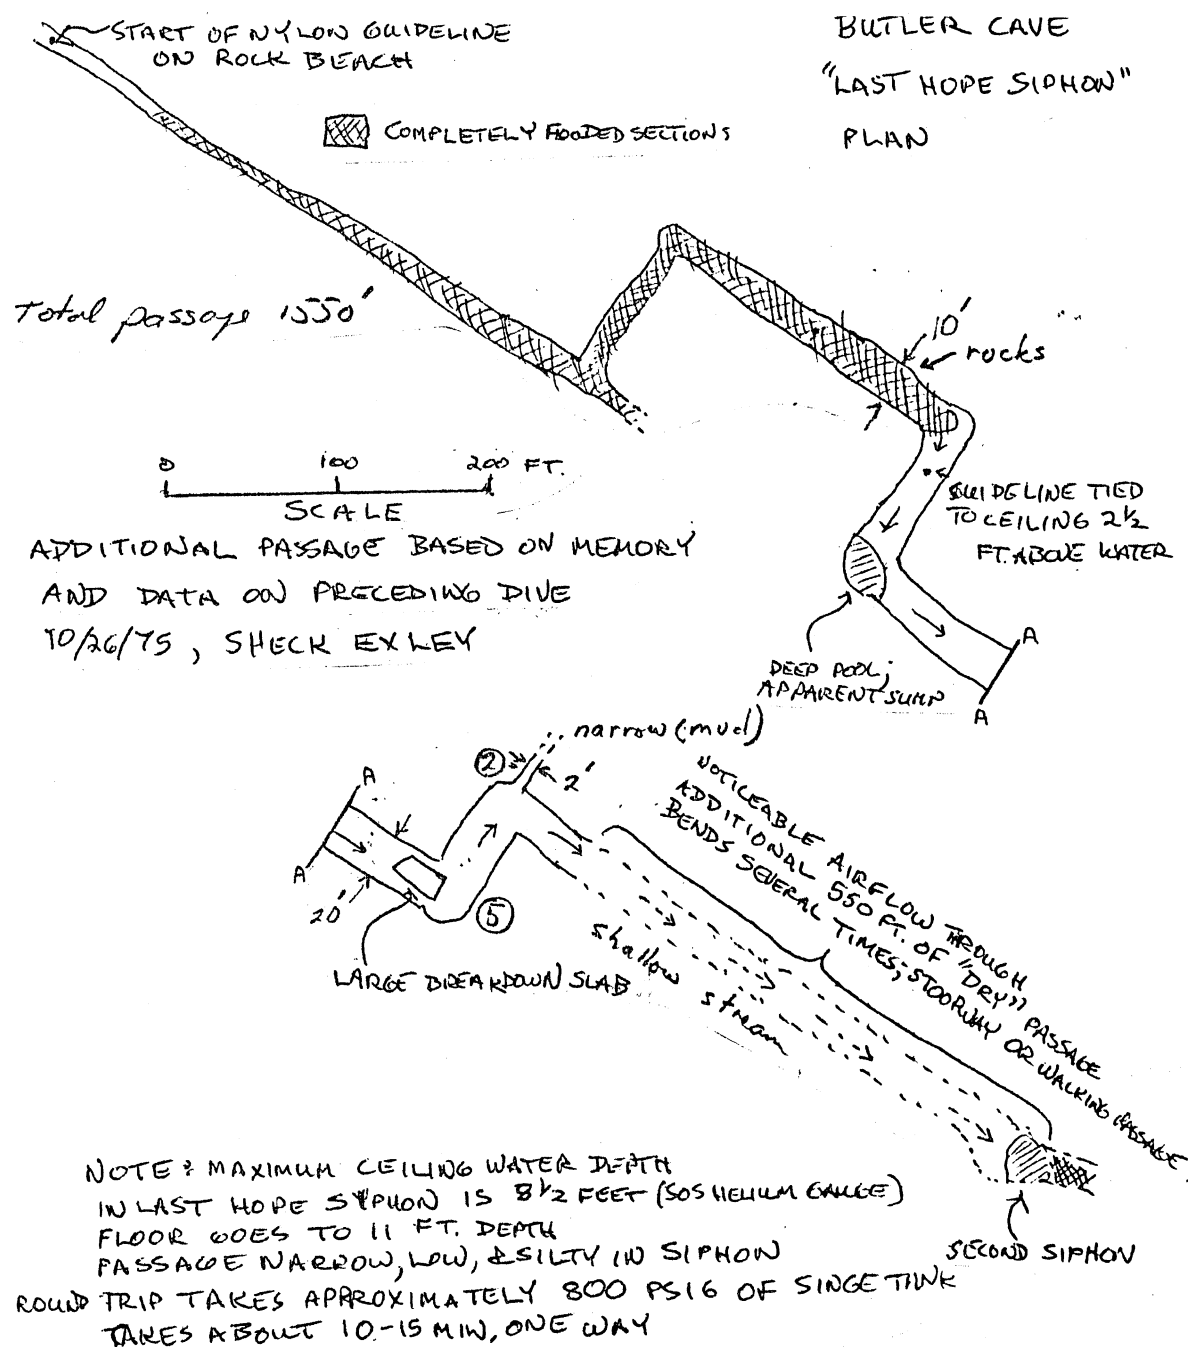 START OF NYLON GUIDELINE
ON ROCK BEACH
BUTLER CAVE
"LAST HOPE SIPHON"
PLAN
COMPLETELY FLOODED SECTIONS
Total passage 1550'
10'
rocks
0 100 200 FT.
SCALE
GUIDELINE TIED
TO CEILING 2½
FT. ABOVE WATER
ADDITIONAL PASSAGE BASED ON MEMORY
AND DATA ON PRECEDING DIVE
10/26/75, SHECK EXLEY
A
A
DEEP POOL;
APPARENT SUMP
narrow (mud)
2
2'
A
A
20'
5
LARGE BREAKDOWN SLAB
NOTICEABLE AIRFLOW THROUGH
ADDITIONAL 550 FT. OF "DRY" PASSAGE
BENDS SEVERAL TIMES; STOORWAY OR WALKING PASSAGE
shallow stream
SECOND SIPHON
NOTE: MAXIMUM CEILING WATER DEPTH
IN LAST HOPE SYPHON IS 8½ FEET (SOS HELIUM GAUGE)
FLOOR GOES TO 11 FT. DEPTH
PASSAGE NARROW, LOW, & SILTY IN SIPHON
ROUND TRIP TAKES APPROXIMATELY 800 PSIG OF SINGE TANK
TAKES ABOUT 10-15 MIN, ONE WAY